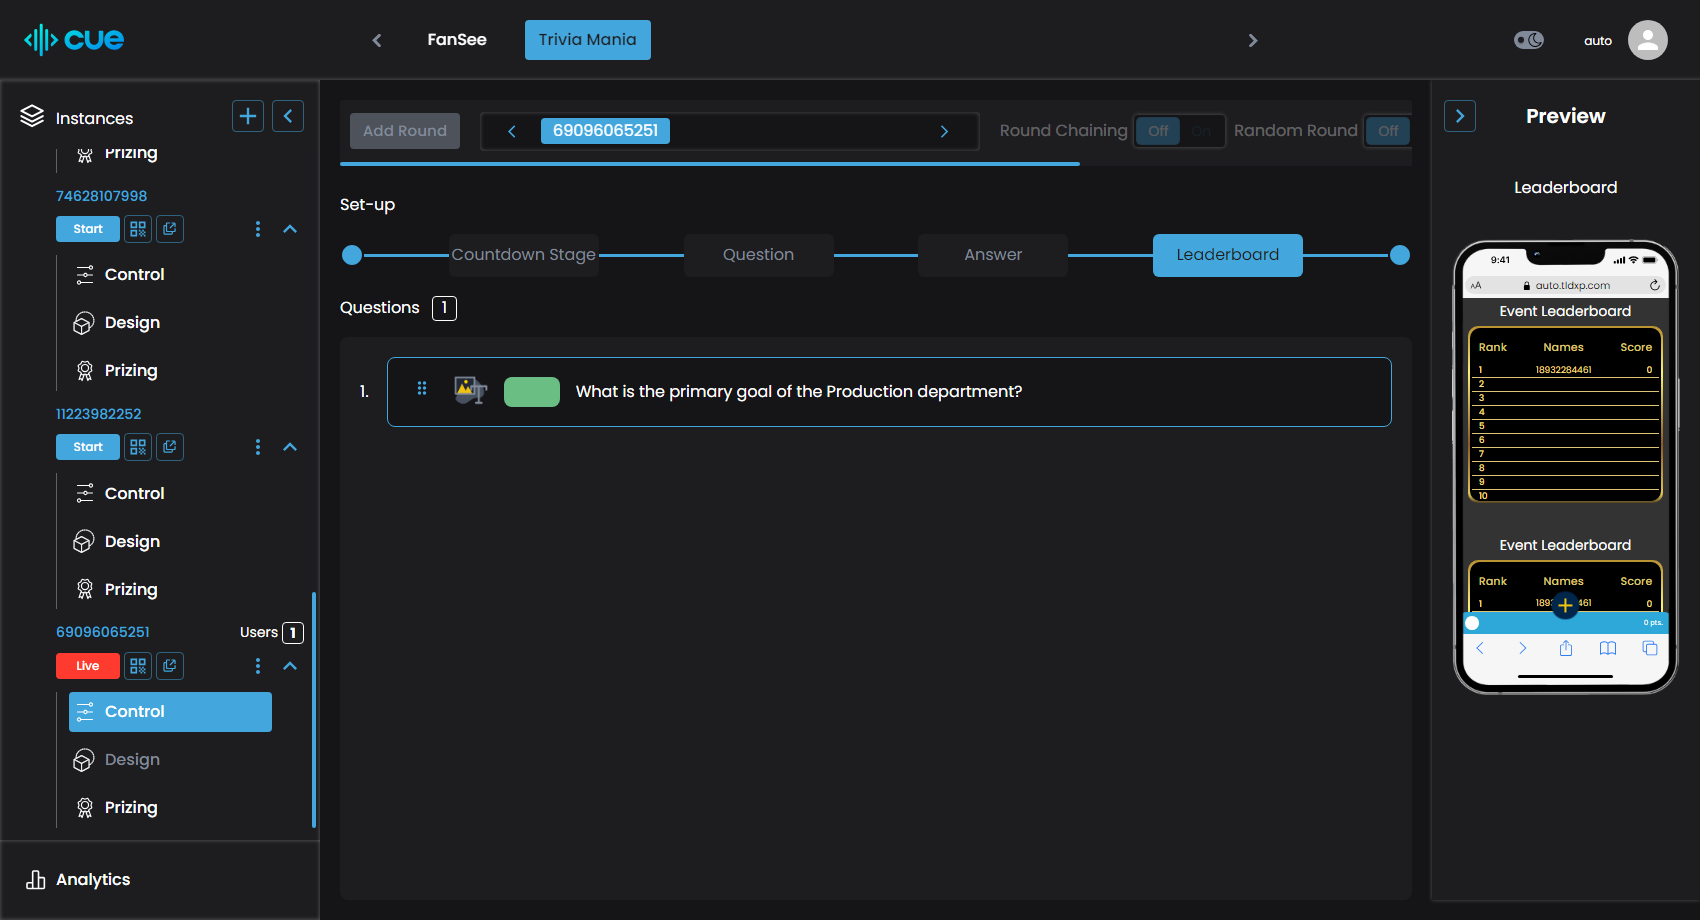 cue
FanSee
Trivia Mania
auto
Instances
Prizing
74628107998
Start
Control
Design
Prizing
11223982252
Start
Control
Design
Prizing
69096065251
Users 1
Live
Control
Design
Prizing
Analytics
Add Round
69096065251
Round Chaining
Off
On
Random Round
Off
Set-up
Countdown Stage
Question
Answer
Leaderboard
Questions 1
1.
What is the primary goal of the Production department?
Preview
Leaderboard
9:41
AA
auto.tldxp.com
Event Leaderboard
Rank Names Score
1 18932284461 0
2
3
4
5
6
7
8
9
10
Event Leaderboard
Rank Names Score
1 0
0 pts.